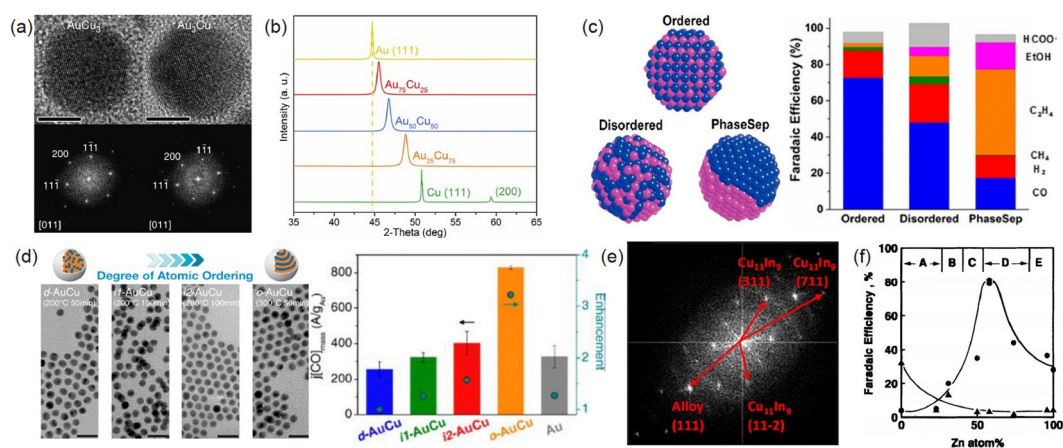 (a)
AuCu3
Au3Cu
200
11̄1
111̄
[011]
200
11̄1
111̄
[011]
(b)
Intensity (a. u.)
Au (111)
Au75Cu25
Au50Cu50
Au25Cu75
Cu (111)
(200)
35 40 45 50 55 60 65
2-Theta (deg)
(c)
Ordered
Disordered
PhaseSep
Faradaic Efficiency (%)
100
80
60
40
20
0
Ordered
Disordered
PhaseSep
HCOO-
EtOH
C2H4
CH4
H2
CO
(d)
Degree of Atomic Ordering
d-AuCu
(200°C 50min)
i1-AuCu
(200°C 100min)
i2-AuCu
(260°C 100min)
o-AuCu
(300°C 50min)
j[CO]mass (A/gAu)
800
600
400
200
0
4
3
2
1
Enhancement
d-AuCu
i1-AuCu
i2-AuCu
o-AuCu
Au
(e)
Cu11In9
(311)
Cu11In9
(711)
Alloy
(111)
Cu11In9
(11-2)
(f)
Faradaic Efficiency , %
100
80
60
40
20
0
A B C D E
0 50 100
Zn atom%